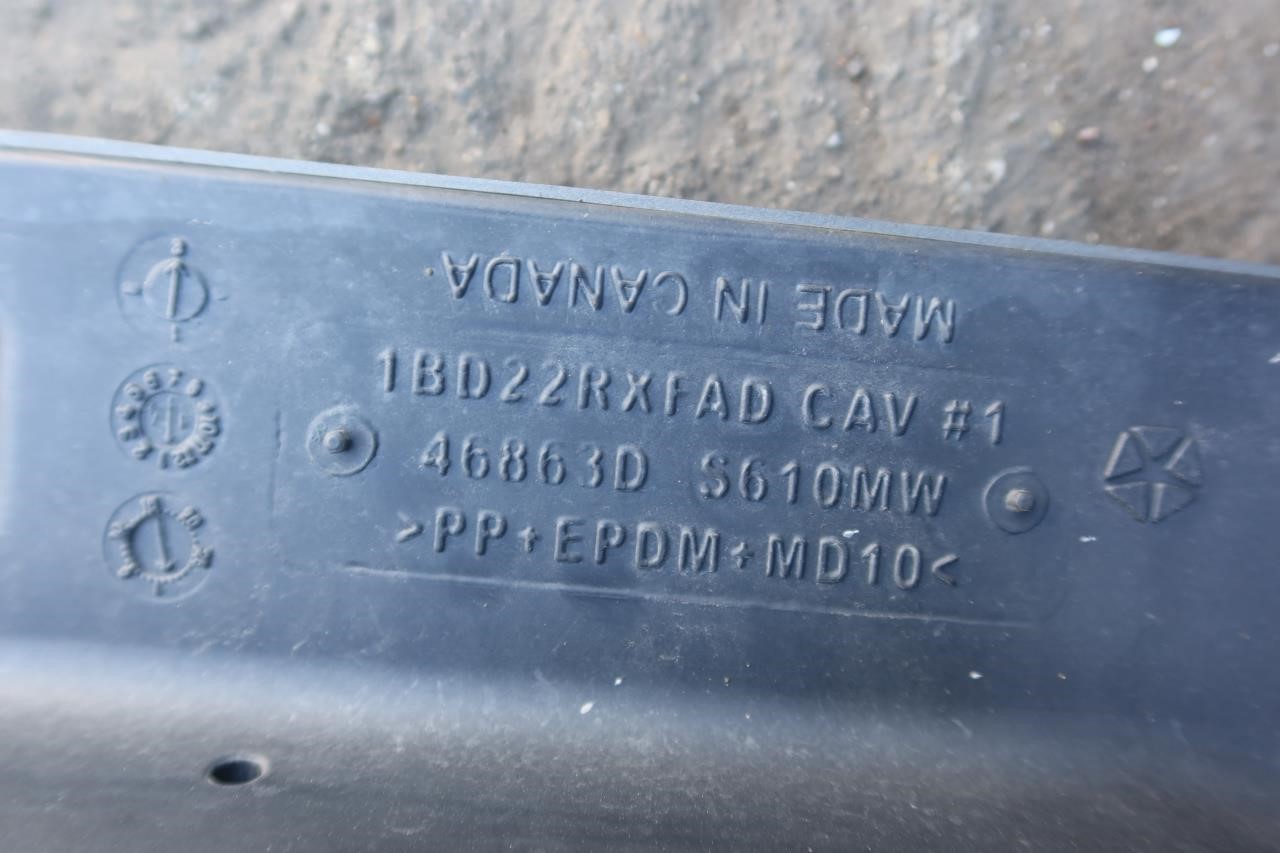 MADE IN CANADA
1BD22RXFAD CAV #1
46863D S610MW
>PP+EPDM+MD10<